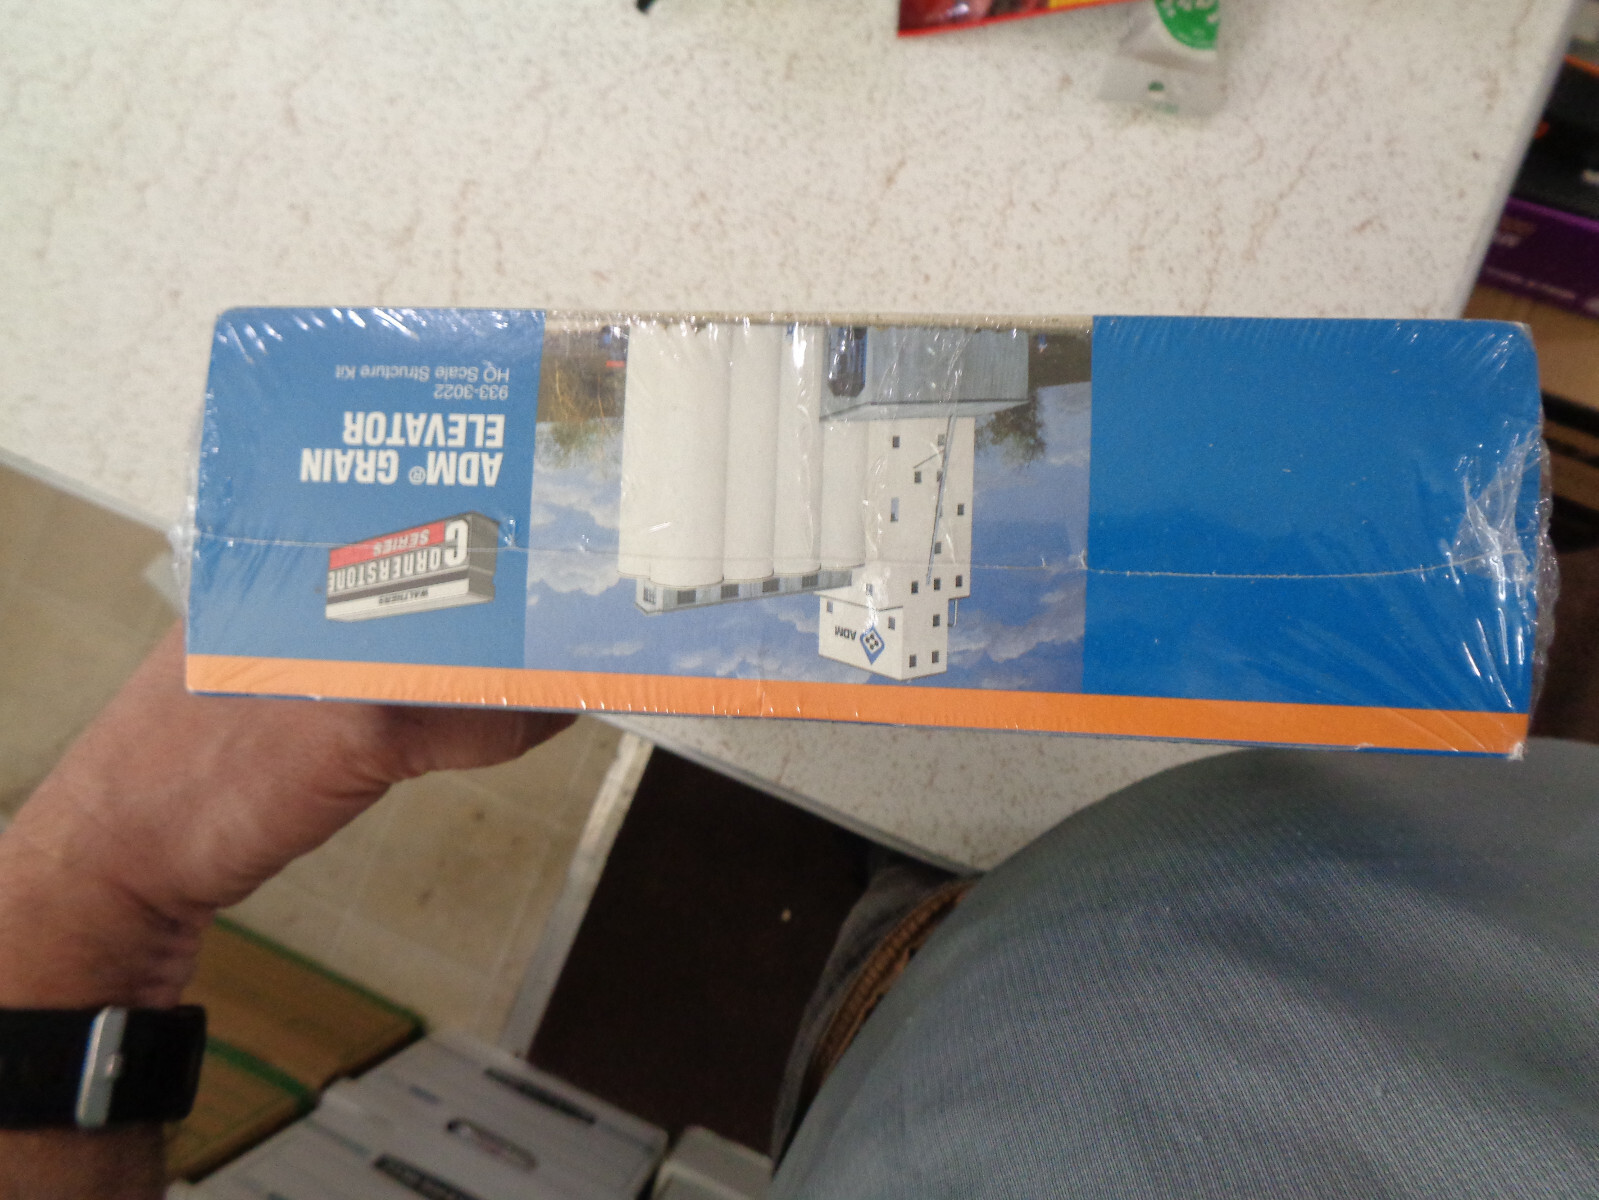 WALTHERS
CORNERSTONE
SERIES
ADM® GRAIN
ELEVATOR
933-3022
HO Scale Structure Kit
ADM